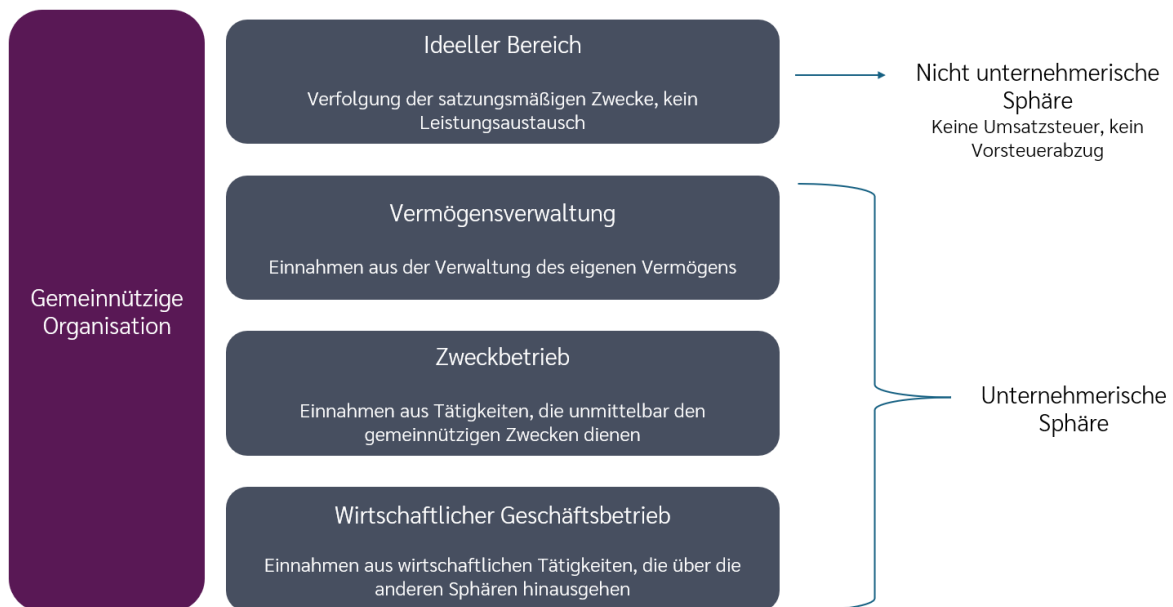 Gemeinnützige
Organisation
Ideeller Bereich
Verfolgung der satzungsmäßigen Zwecke, kein
Leistungsaustausch
Nicht unternehmerische
Sphäre
Keine Umsatzsteuer, kein
Vorsteuerabzug
Vermögensverwaltung
Einnahmen aus der Verwaltung des eigenen Vermögens
Zweckbetrieb
Einnahmen aus Tätigkeiten, die unmittelbar den
gemeinnützigen Zwecken dienen
Wirtschaftlicher Geschäftsbetrieb
Einnahmen aus wirtschaftlichen Tätigkeiten, die über die
anderen Sphären hinausgehen
Unternehmerische
Sphäre